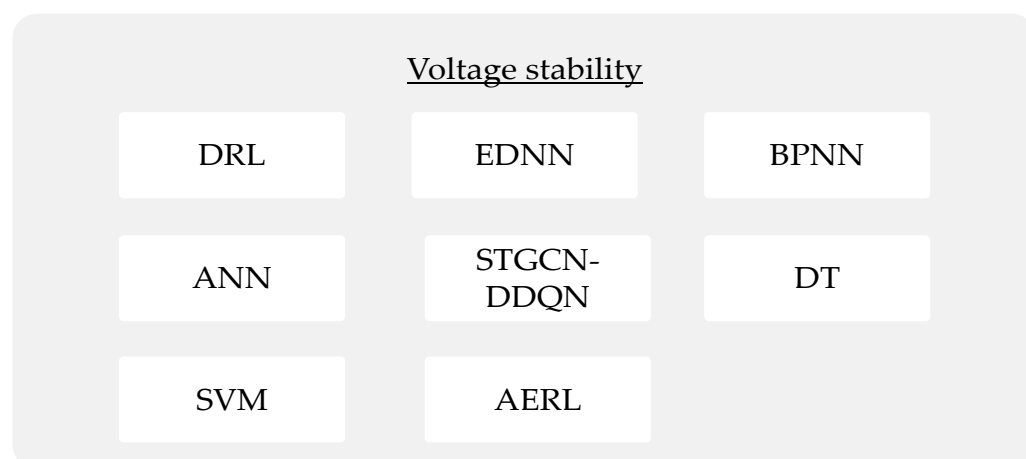 Voltage stability
DRL
EDNN
BPNN
ANN
STGCN-
DDQN
DT
SVM
AERL